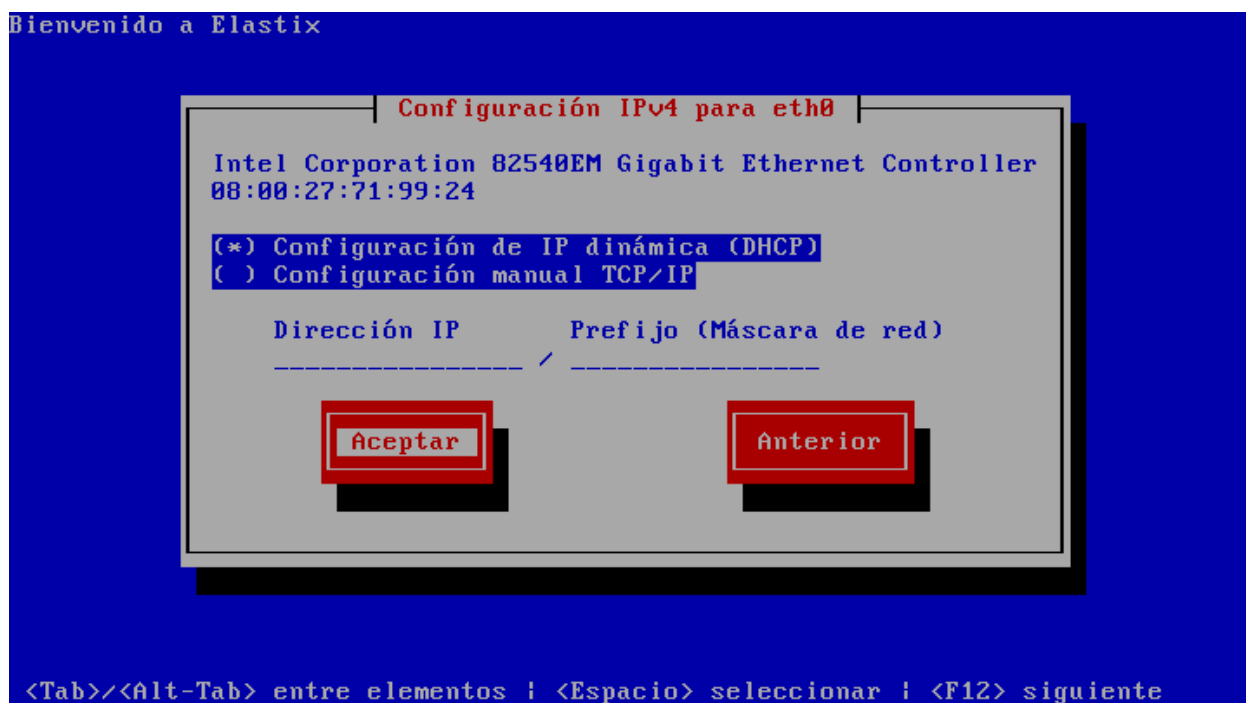 Bienvenido a Elastix
Configuración IPv4 para eth0
Intel Corporation 82540EM Gigabit Ethernet Controller
08:00:27:71:99:24
(*) Configuración de IP dinámica (DHCP)
( ) Configuración manual TCP/IP
Dirección IP Prefijo (Máscara de red)
________________ / ________________
Aceptar Anterior
<Tab>/<Alt-Tab> entre elementos | <Espacio> seleccionar | <F12> siguiente